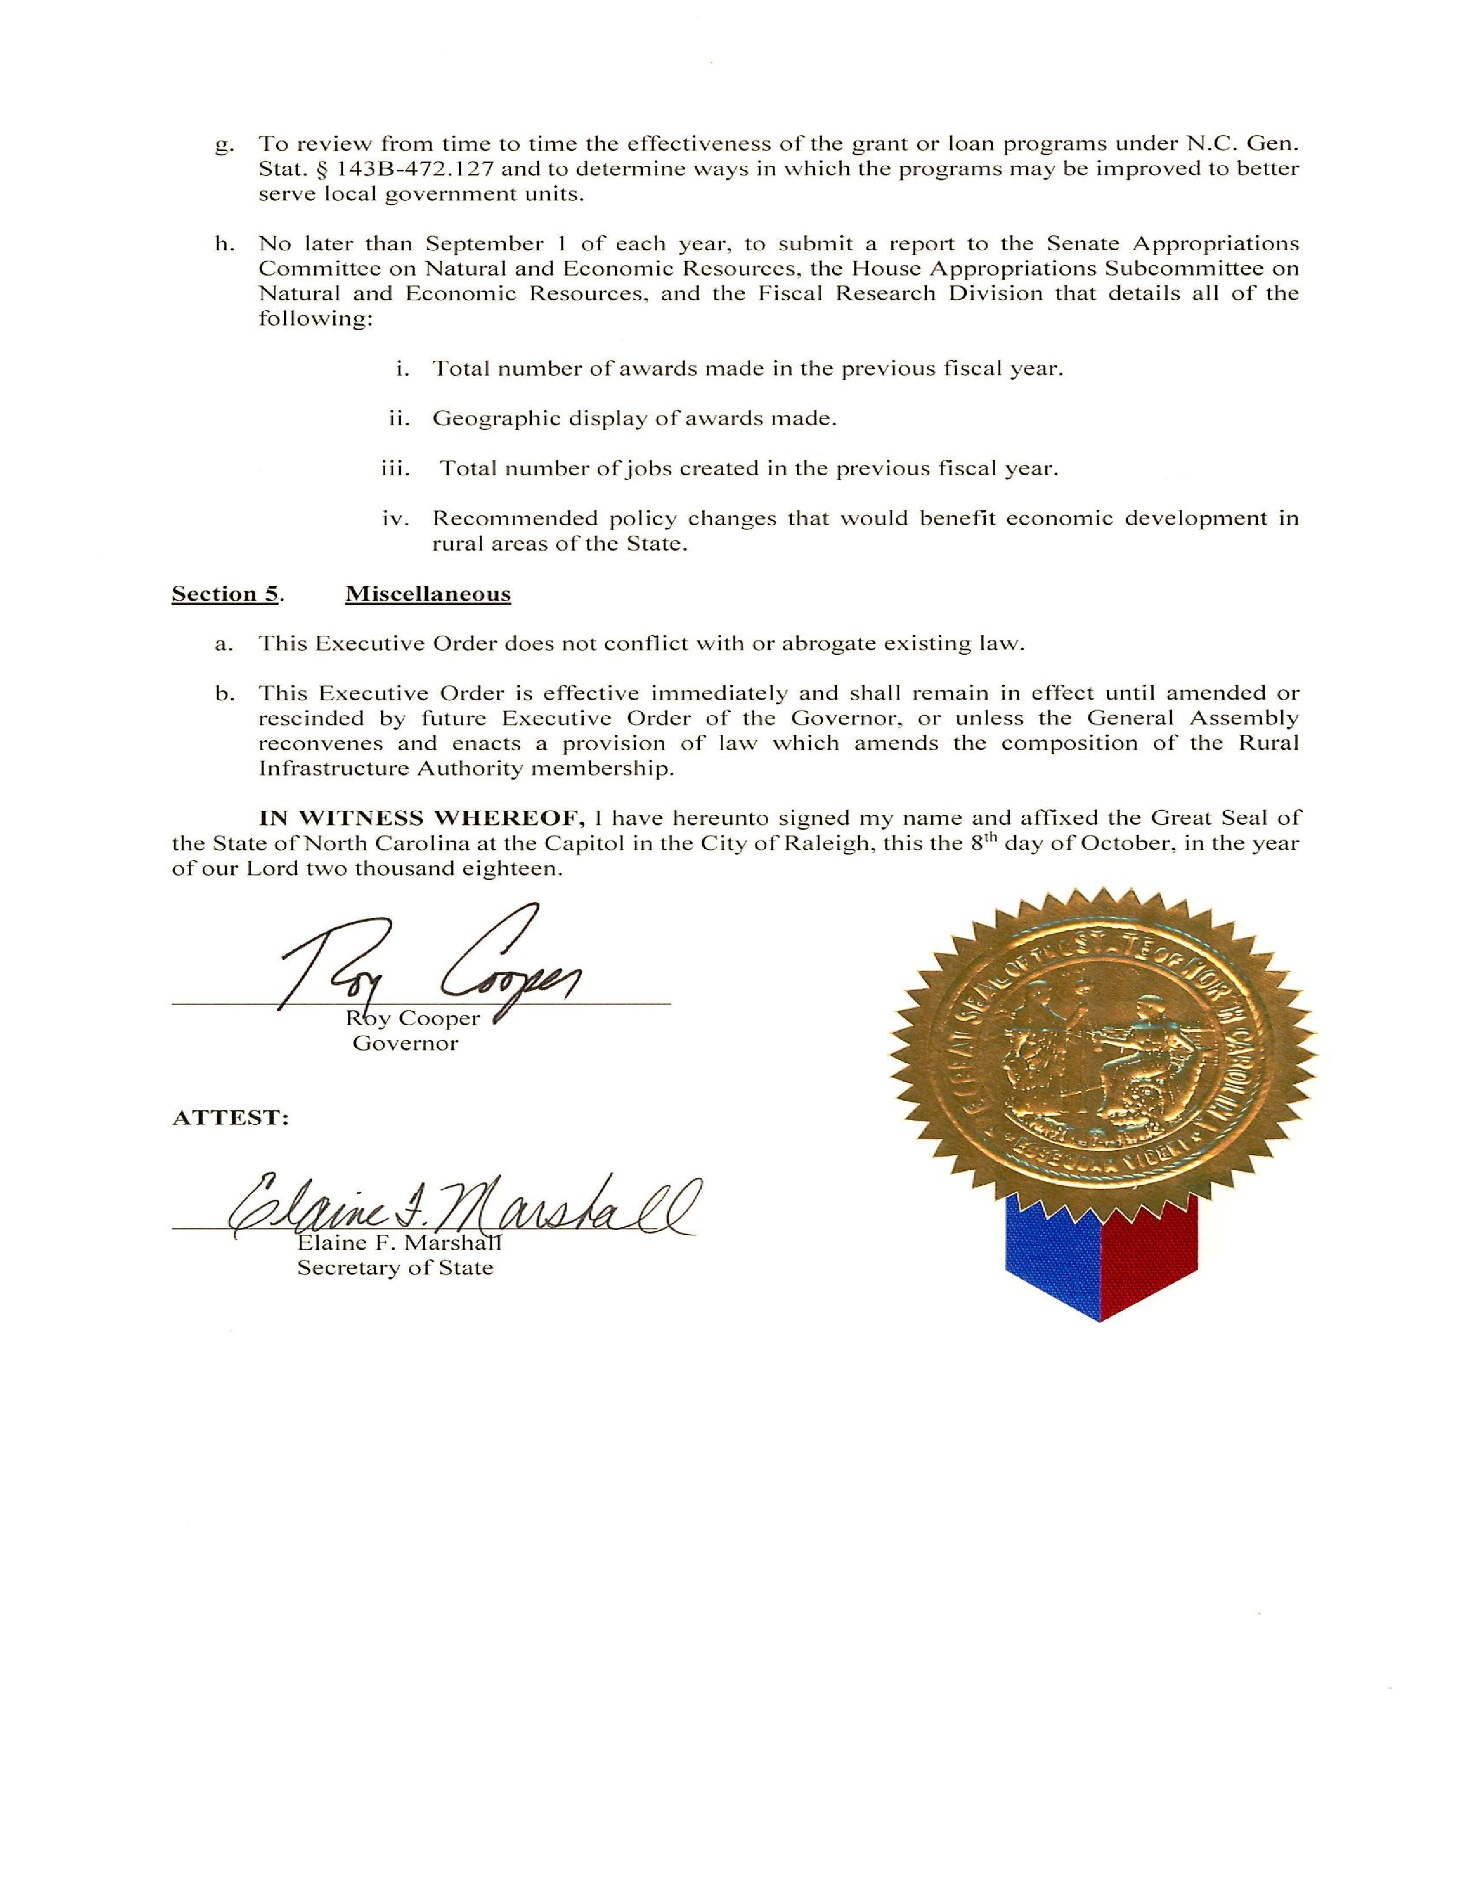 g. To review from time to time the effectiveness of the grant or loan programs under N.C. Gen.
Stat. § 143B-472.127 and to determine ways in which the programs may be improved to better
serve local government units.
h. No later than September 1 of each year, to submit a report to the Senate Appropriations
Committee on Natural and Economic Resources, the House Appropriations Subcommittee on
Natural and Economic Resources, and the Fiscal Research Division that details all of the
following:
i. Total number of awards made in the previous fiscal year.
ii. Geographic display of awards made.
iii. Total number of jobs created in the previous fiscal year.
iv. Recommended policy changes that would benefit economic development in
rural areas of the State.
Section 5. Miscellaneous
a. This Executive Order does not conflict with or abrogate existing law.
b. This Executive Order is effective immediately and shall remain in effect until amended or
rescinded by future Executive Order of the Governor, or unless the General Assembly
reconvenes and enacts a provision of law which amends the composition of the Rural
Infrastructure Authority membership.
IN WITNESS WHEREOF, I have hereunto signed my name and affixed the Great Seal of
the State of North Carolina at the Capitol in the City of Raleigh, this the 8th day of October, in the year
of our Lord two thousand eighteen.
Roy Cooper
Roy Cooper
Governor
ATTEST:
Elaine F. Marshall
Elaine F. Marshall
Secretary of State
GREAT SEAL OF THE STATE OF NORTH CAROLINA
ESSE QUAM VIDERI